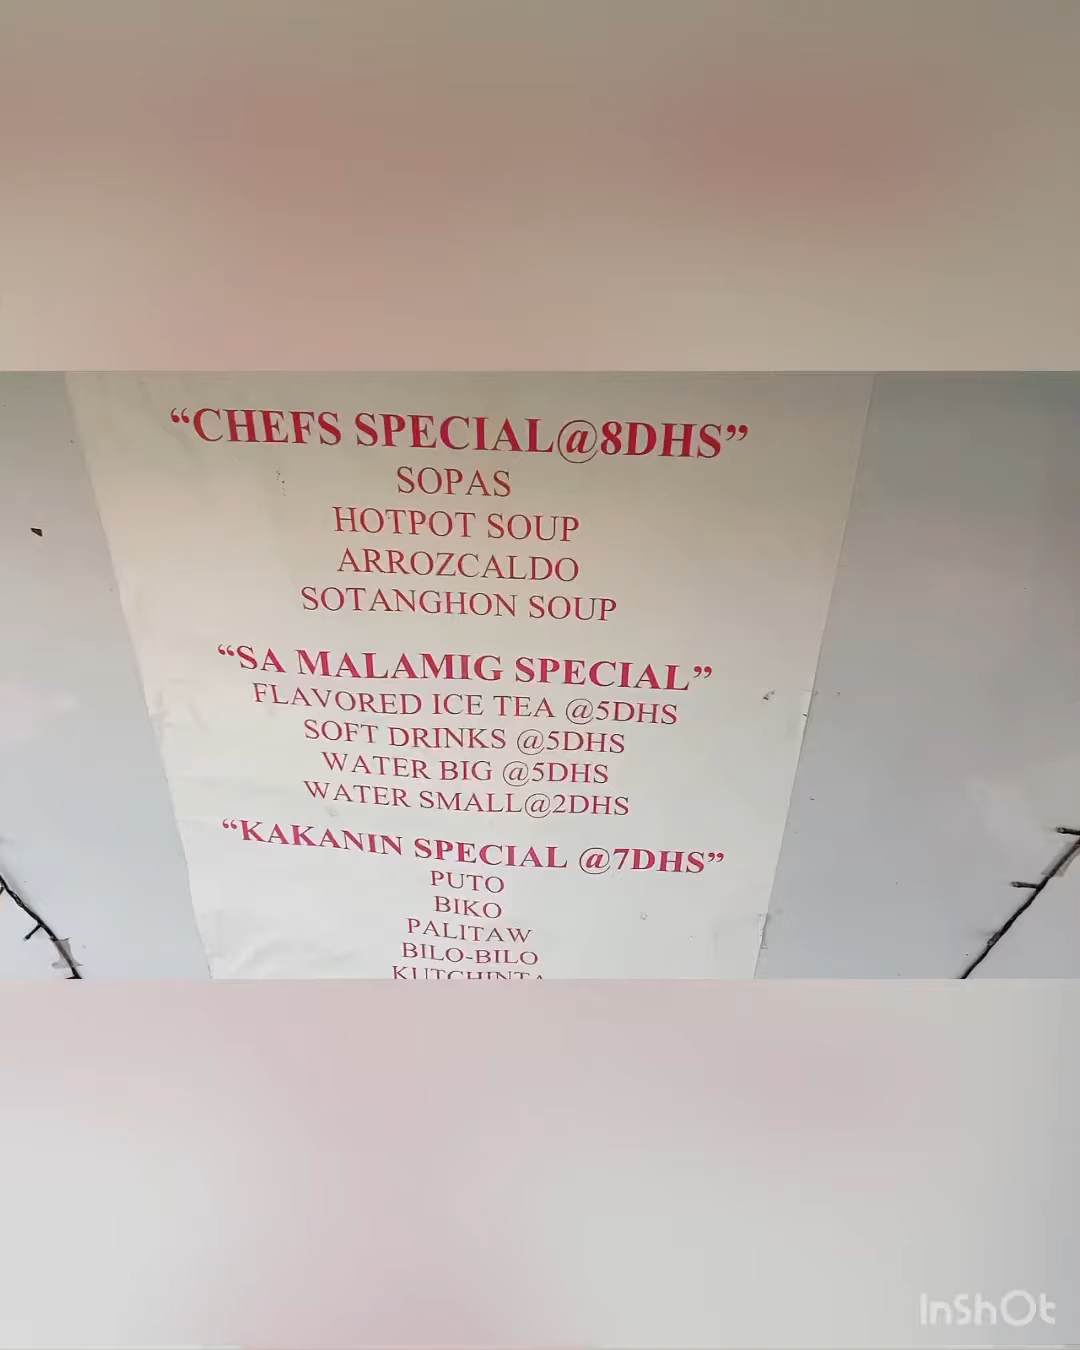 “CHEFS SPECIAL@8DHS”
SOPAS
HOTPOT SOUP
ARROZCALDO
SOTANGHON SOUP
“SA MALAMIG SPECIAL”
FLAVORED ICE TEA @5DHS
SOFT DRINKS @5DHS
WATER BIG @5DHS
WATER SMALL@2DHS
“KAKANIN SPECIAL @7DHS”
PUTO
BIKO
PALITAW
BILO-BILO
KUTCHINTA
InShOt